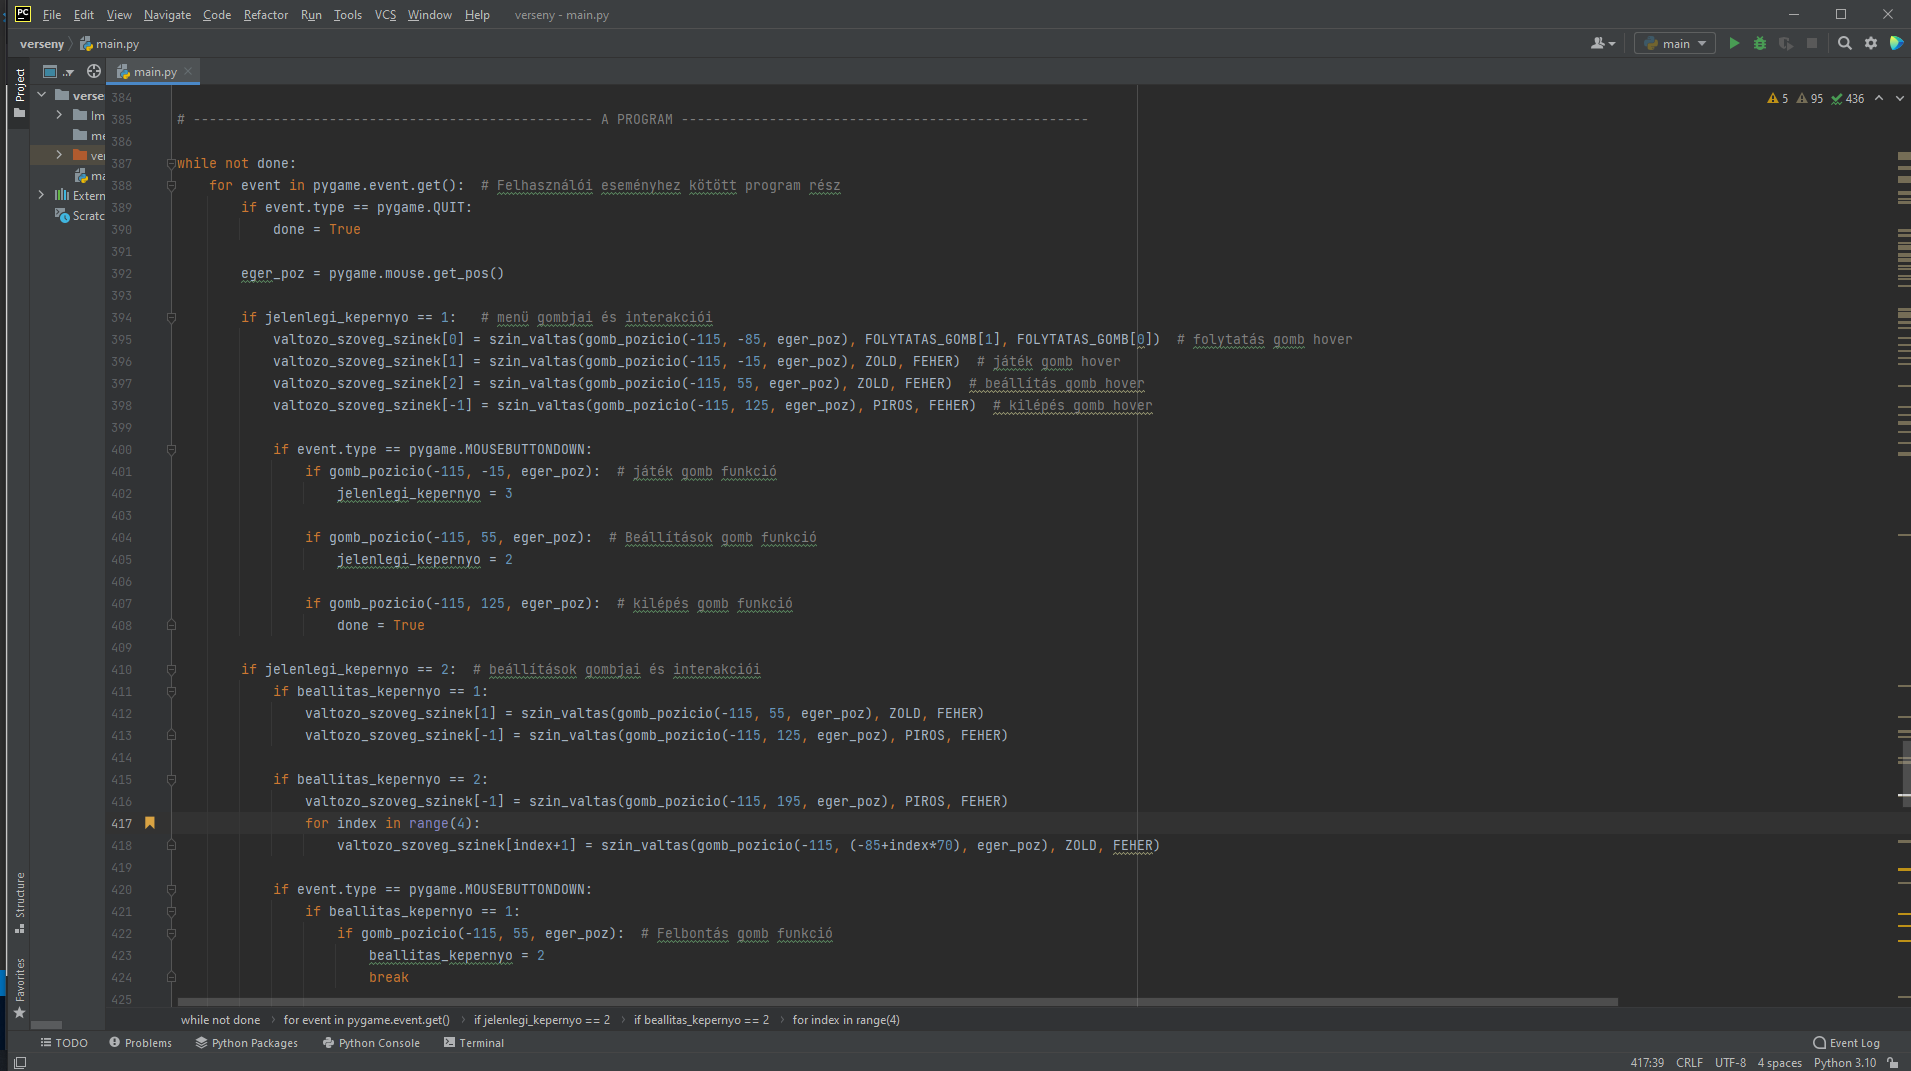 File Edit View Navigate Code Refactor Run Tools VCS Window Help verseny - main.py
verseny main.py main
Project main.py
5 95 436
verse
Im
me
ver
ma
Extern
Scratc
384
385 # -------------------------------------------------- A PROGRAM ---------------------------------------------------
386
387 while not done:
388 for event in pygame.event.get():  # Felhasználói eseményhez kötött program rész
389 if event.type == pygame.QUIT:
390 done = True
391
392 eger_poz = pygame.mouse.get_pos()
393
394 if jelenlegi_kepernyo == 1:   # menü gombjai és interakciói
395 valtozo_szoveg_szinek[0] = szin_valtas(gomb_pozicio(-115, -85, eger_poz), FOLYTATAS_GOMB[1], FOLYTATAS_GOMB[0])  # folytatás gomb hover
396 valtozo_szoveg_szinek[1] = szin_valtas(gomb_pozicio(-115, -15, eger_poz), ZOLD, FEHER)  # játék gomb hover
397 valtozo_szoveg_szinek[2] = szin_valtas(gomb_pozicio(-115, 55, eger_poz), ZOLD, FEHER)  # beállítás gomb hover
398 valtozo_szoveg_szinek[-1] = szin_valtas(gomb_pozicio(-115, 125, eger_poz), PIROS, FEHER)  # kilépés gomb hover
399
400 if event.type == pygame.MOUSEBUTTONDOWN:
401 if gomb_pozicio(-115, -15, eger_poz):  # játék gomb funkció
402 jelenlegi_kepernyo = 3
403
404 if gomb_pozicio(-115, 55, eger_poz):  # Beállítások gomb funkció
405 jelenlegi_kepernyo = 2
406
407 if gomb_pozicio(-115, 125, eger_poz):  # kilépés gomb funkció
408 done = True
409
410 if jelenlegi_kepernyo == 2:  # beállítások gombjai és interakciói
411 if beallitas_kepernyo == 1:
412 valtozo_szoveg_szinek[1] = szin_valtas(gomb_pozicio(-115, 55, eger_poz), ZOLD, FEHER)
413 valtozo_szoveg_szinek[-1] = szin_valtas(gomb_pozicio(-115, 125, eger_poz), PIROS, FEHER)
414
415 if beallitas_kepernyo == 2:
416 valtozo_szoveg_szinek[-1] = szin_valtas(gomb_pozicio(-115, 195, eger_poz), PIROS, FEHER)
417 for index in range(4):
418 valtozo_szoveg_szinek[index+1] = szin_valtas(gomb_pozicio(-115, (-85+index*70), eger_poz), ZOLD, FEHER)
419
420 if event.type == pygame.MOUSEBUTTONDOWN:
421 if beallitas_kepernyo == 1:
422 if gomb_pozicio(-115, 55, eger_poz):  # Felbontás gomb funkció
423 beallitas_kepernyo = 2
424 break
425
Structure
Favorites
while not done for event in pygame.event.get() if jelenlegi_kepernyo == 2 if beallitas_kepernyo == 2 for index in range(4)
TODO Problems Python Packages Python Console Terminal Event Log
417:39 CRLF UTF-8 4 spaces Python 3.10